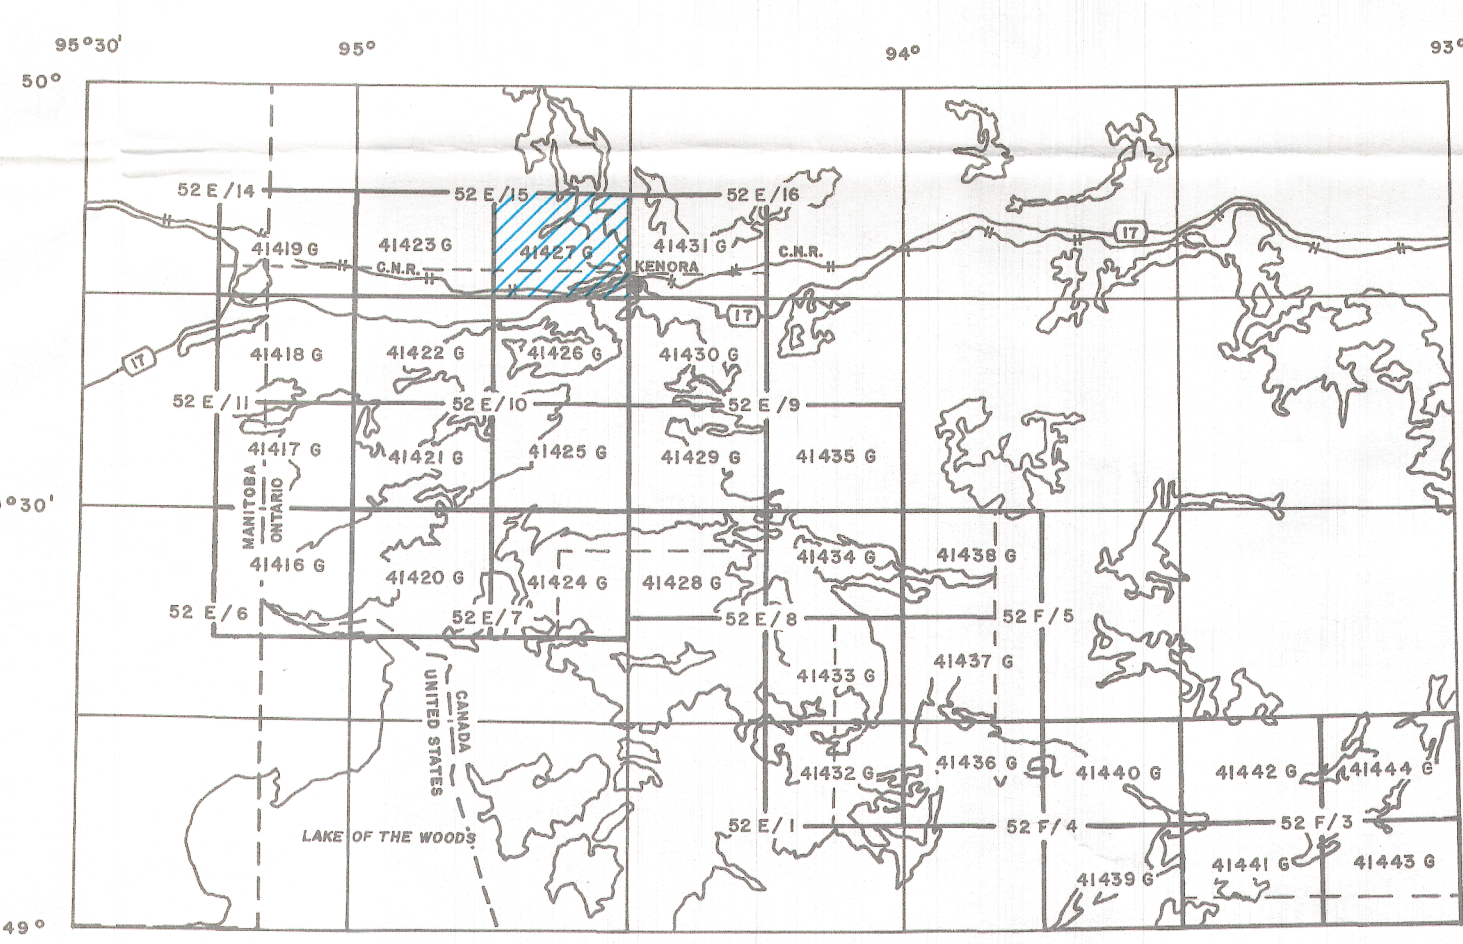 95°30'
95°
94°
93°
50°
52 E/14
52 E/15
52 E/16
41419 G
41423 G
41427 G
41431 G
C.N.R.
KENORA
C.N.R.
17
17
17
41418 G
41422 G
41426 G
41430 G
52 E/11
52 E/10
52 E/9
41417 G
41421 G
41425 G
41429 G
41435 G
°30'
MANITOBA
ONTARIO
41416 G
41420 G
41424 G
41428 G
41434 G
41438 G
52 E/6
52 E/7
52 E/8
52 F/5
41433 G
41437 G
CANADA
UNITED STATES
41432 G
41436 G
41440 G
41442 G
41444 G
LAKE OF THE WOODS
52 E/1
52 F/4
52 F/3
41439 G
41441 G
41443 G
49°